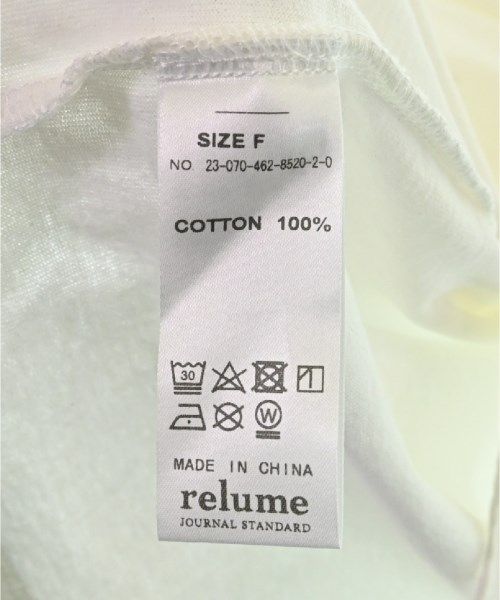 SIZE F
NO. 23-070-462-8520-2-0
COTTON 100%
30
W
MADE IN CHINA
relume
JOURNAL STANDARD